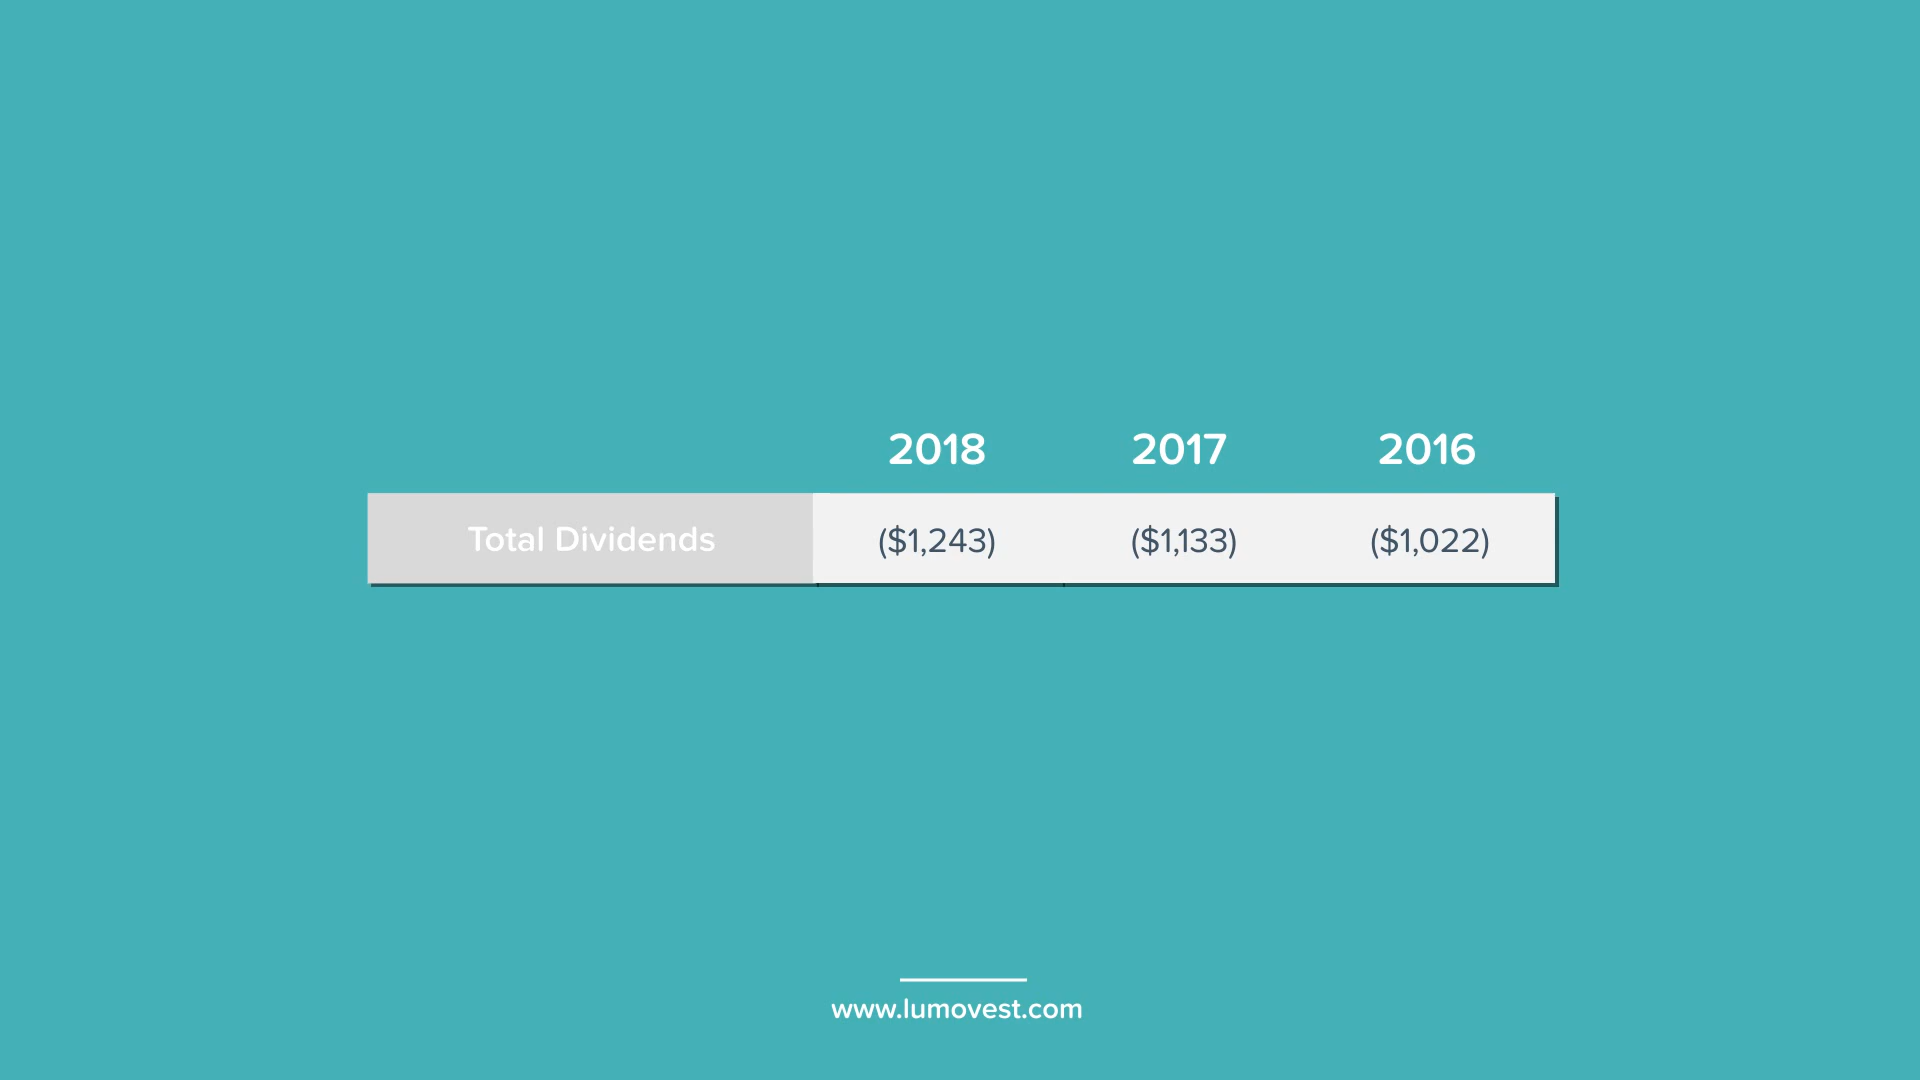 2018 2017 2016
Total Dividends ($1,243) ($1,133) ($1,022)
www.lumovest.com